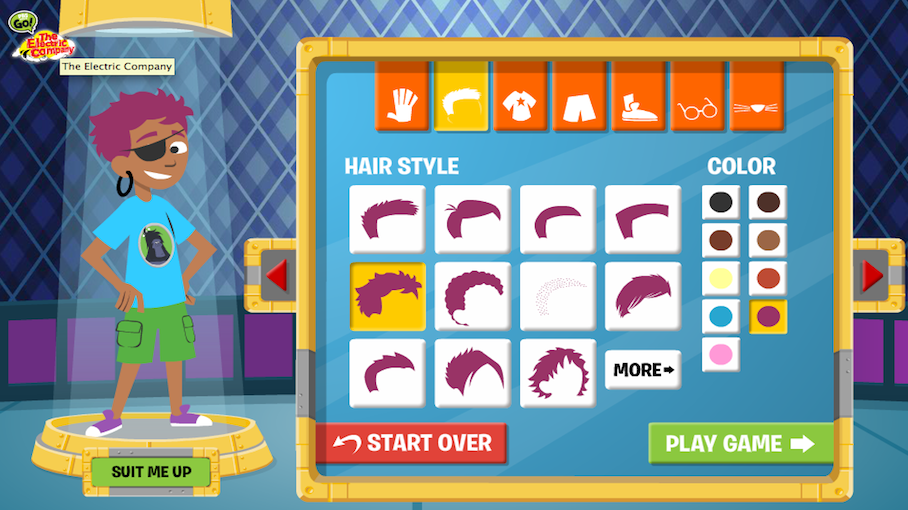 GO!
The
Electric
Company
The Electric Company
HAIR STYLE
COLOR
MORE
START OVER
PLAY GAME
SUIT ME UP